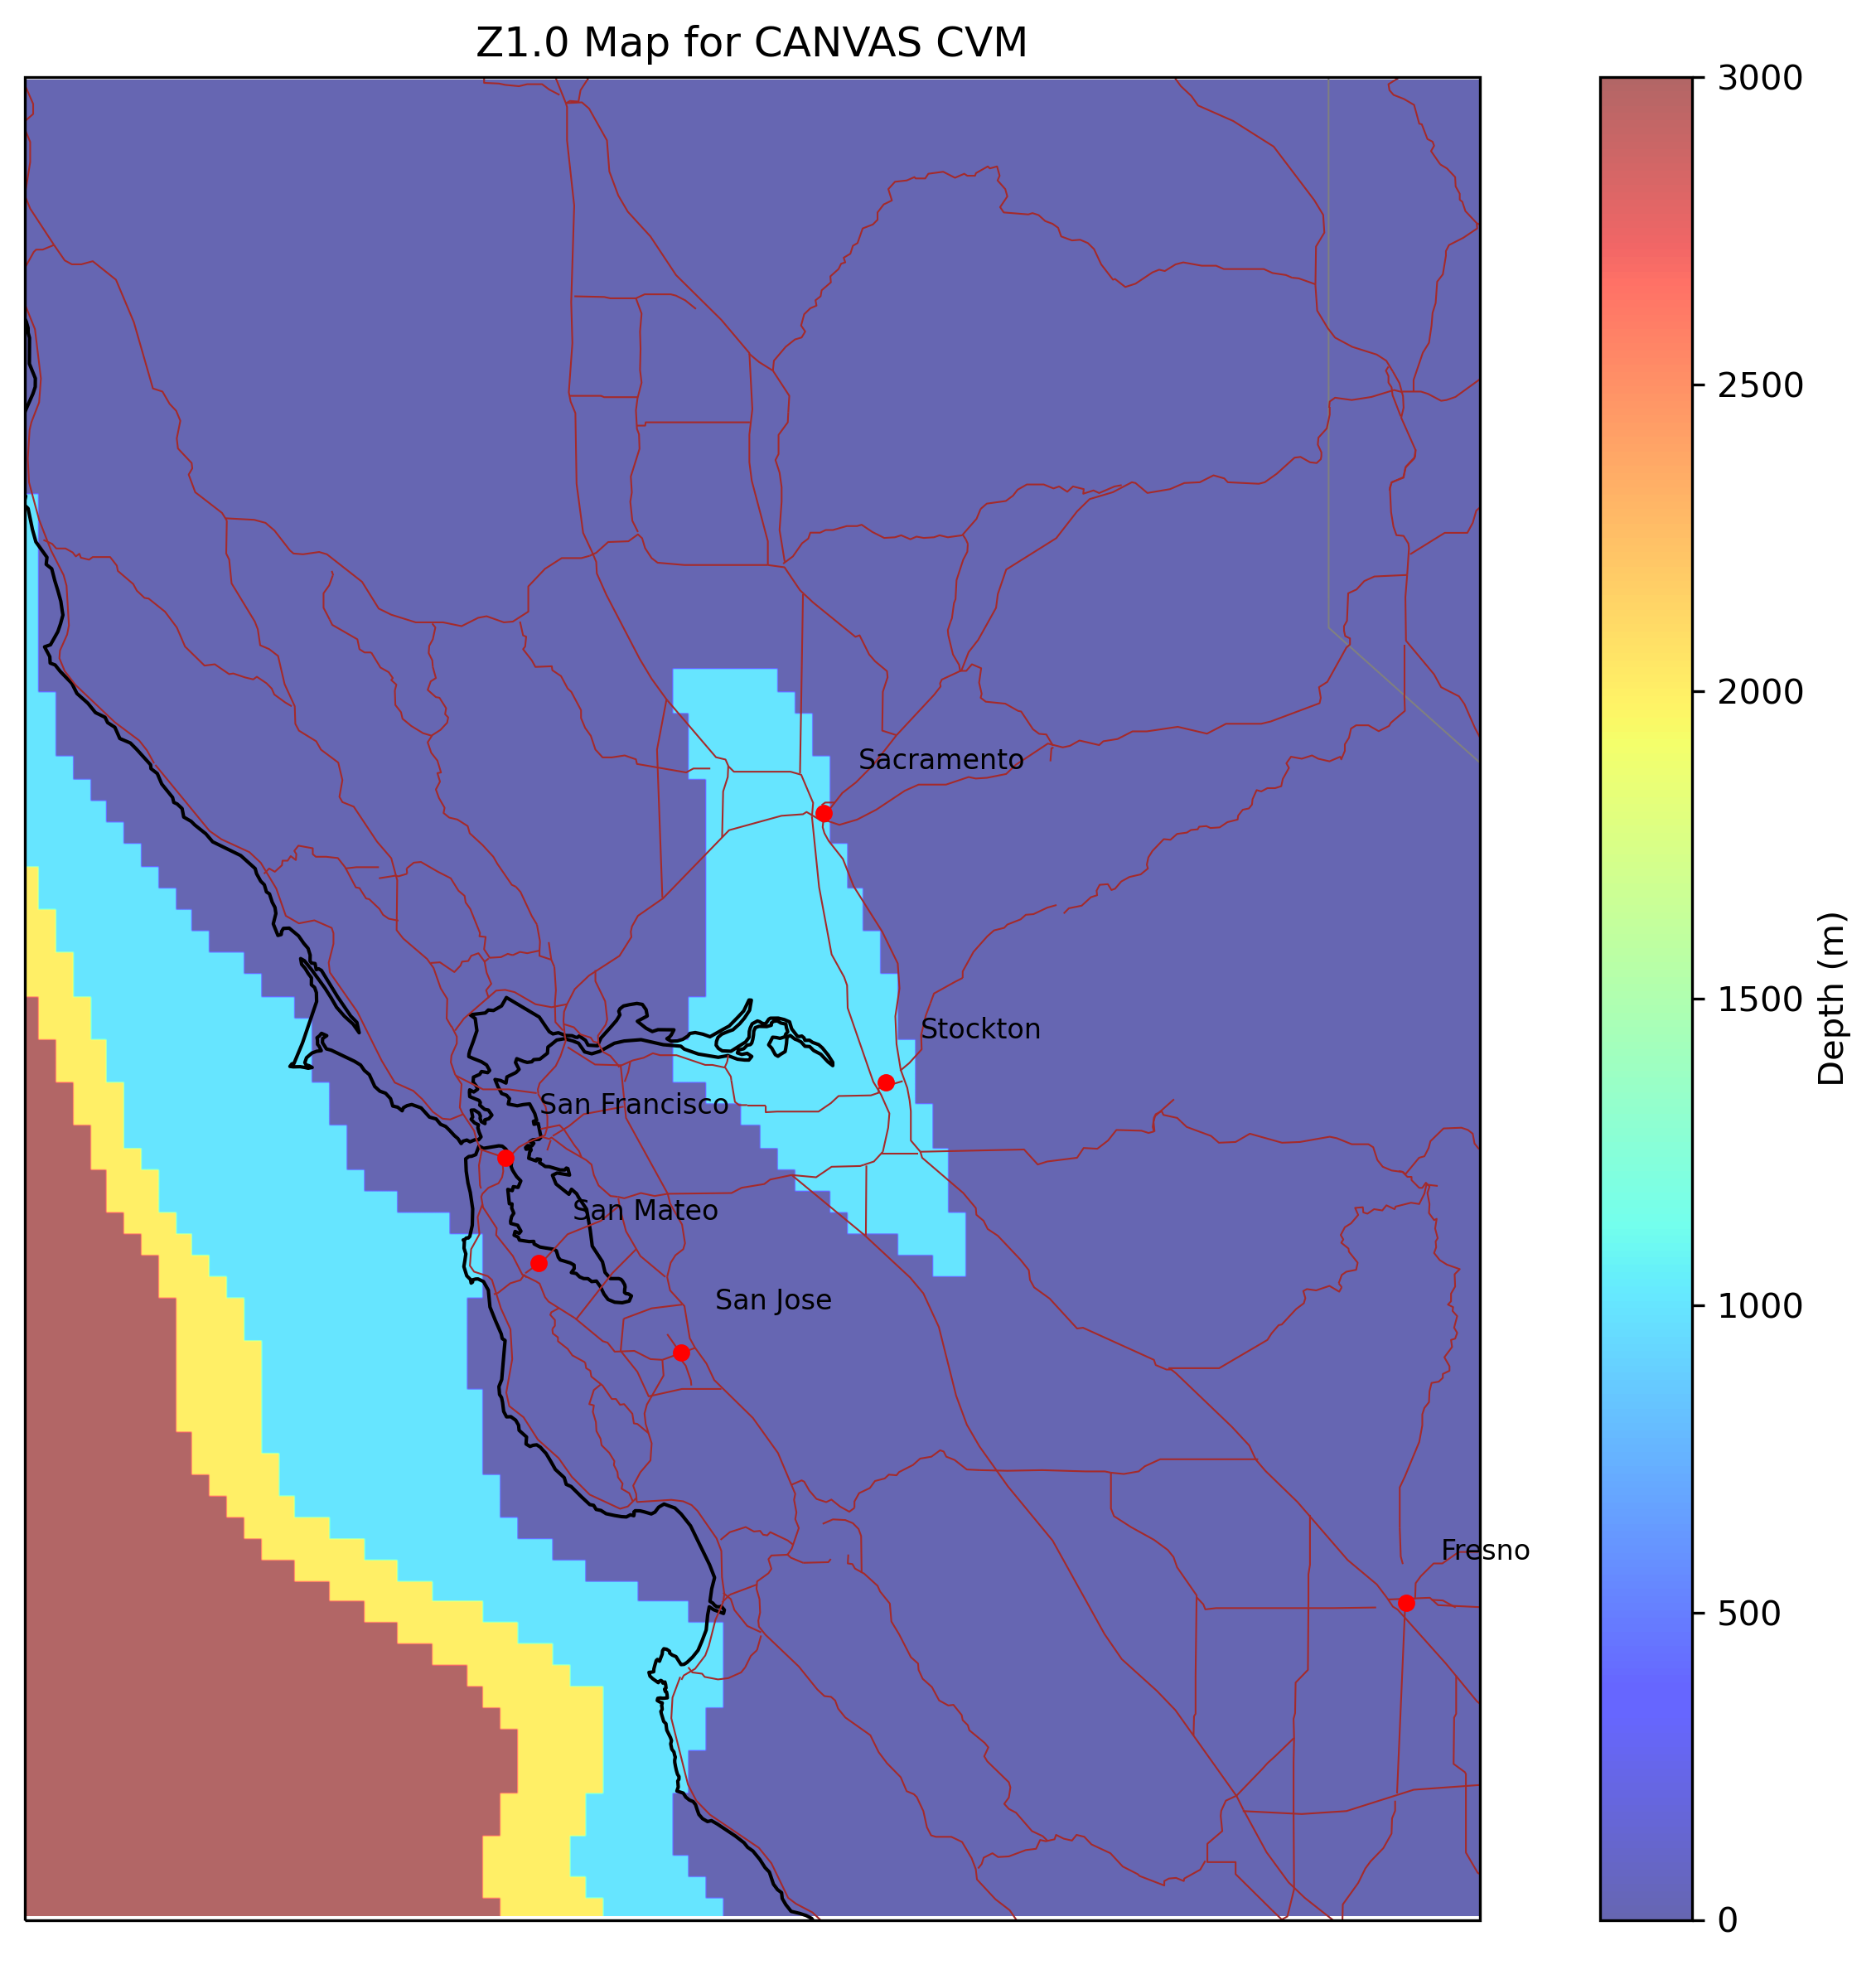 Z1.0 Map for CANVAS CVM
Sacramento
Stockton
San Francisco
San Mateo
San Jose
Fresno
3000
2500
2000
1500
1000
500
0
Depth (m)